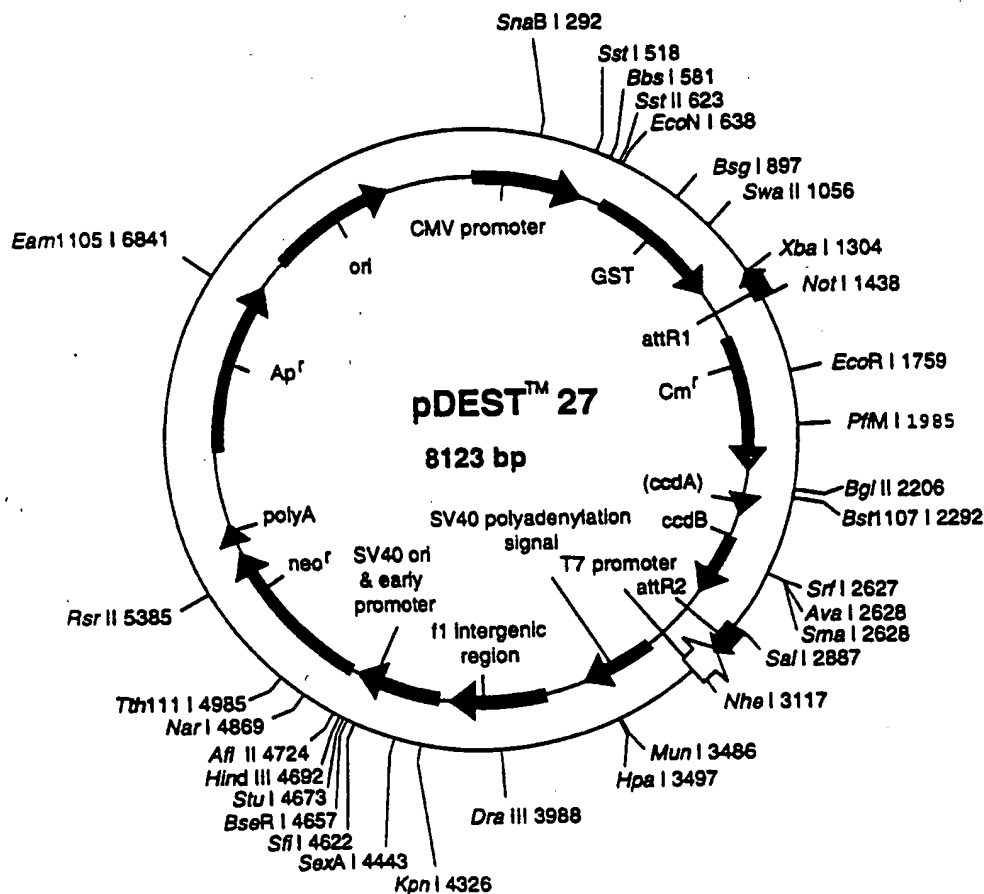 SnaB I 292
Sst I 518
Bbs I 581
Sst II 623
EcoN I 638
Bsg I 897
Swa II 1056
Xba I 1304
Not I 1438
EcoR I 1759
PflM I 1985
Bgl II 2206
Bst1107 I 2292
Srf I 2627
Ava I 2628
Sma I 2628
Sal I 2887
Nhe I 3117
Mun I 3486
Hpa I 3497
Dra III 3988
Kpn I 4326
SexA I 4443
Sfi I 4622
BseR I 4657
Stu I 4673
Hind III 4692
Afl II 4724
Nar I 4869
Tth111 I 4985
Rsr II 5385
Eam1105 I 6841
CMV promoter
GST
attR1
Cmʳ
(ccdA)
ccdB
attR2
T7 promoter
SV40 polyadenylation
signal
f1 intergenic
region
SV40 ori
& early
promoter
neoʳ
polyA
Apʳ
ori
pDEST™ 27
8123 bp